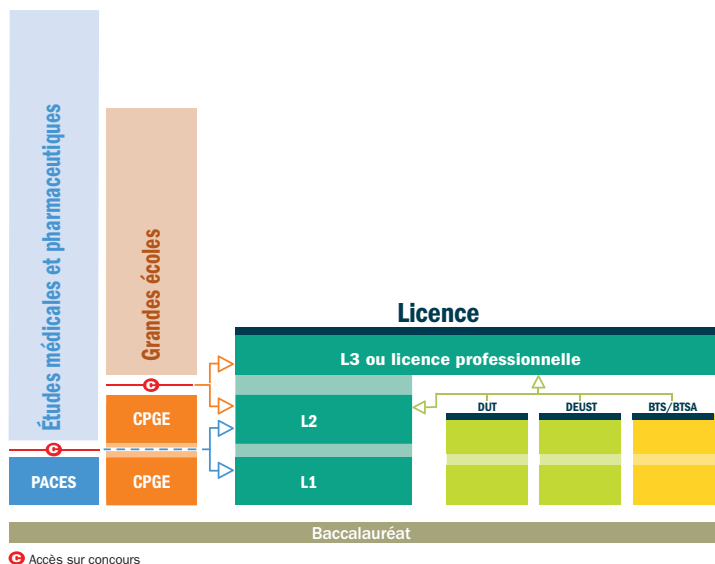 Études médicales et pharmaceutiques
Grandes écoles
Licence
L3 ou licence professionnelle
C
CPGE
L2
DUT
DEUST
BTS/BTSA
C
PACES
CPGE
L1
Baccalauréat
C Accès sur concours